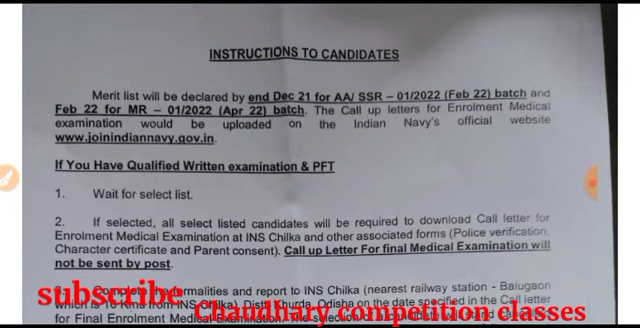 INSTRUCTIONS TO CANDIDATES
Merit list will be declared by end Dec 21 for AA/ SSR – 01/2022 (Feb 22) batch and
Feb 22 for MR – 01/2022 (Apr 22) batch. The Call up letters for Enrolment Medical
examination would be uploaded on the Indian Navy's official website
www.joinindiannavy.gov.in.
If You Have Qualified Written examination & PFT
1. Wait for select list.
2. If selected, all select listed candidates will be required to download Call letter for
Enrolment Medical Examination at INS Chilka and other associated forms (Police verification,
Character certificate and Parent consent). Call up Letter For final Medical Examination will
not be sent by post.
formalities and report to INS Chilka (nearest railway station - Balugaon
which is 10 Kms from INS Chilka) Distt Khurda, Odisha on the date specified in the Call letter
for Final Enrolment Medical
subscribe Chaudhary competition classes